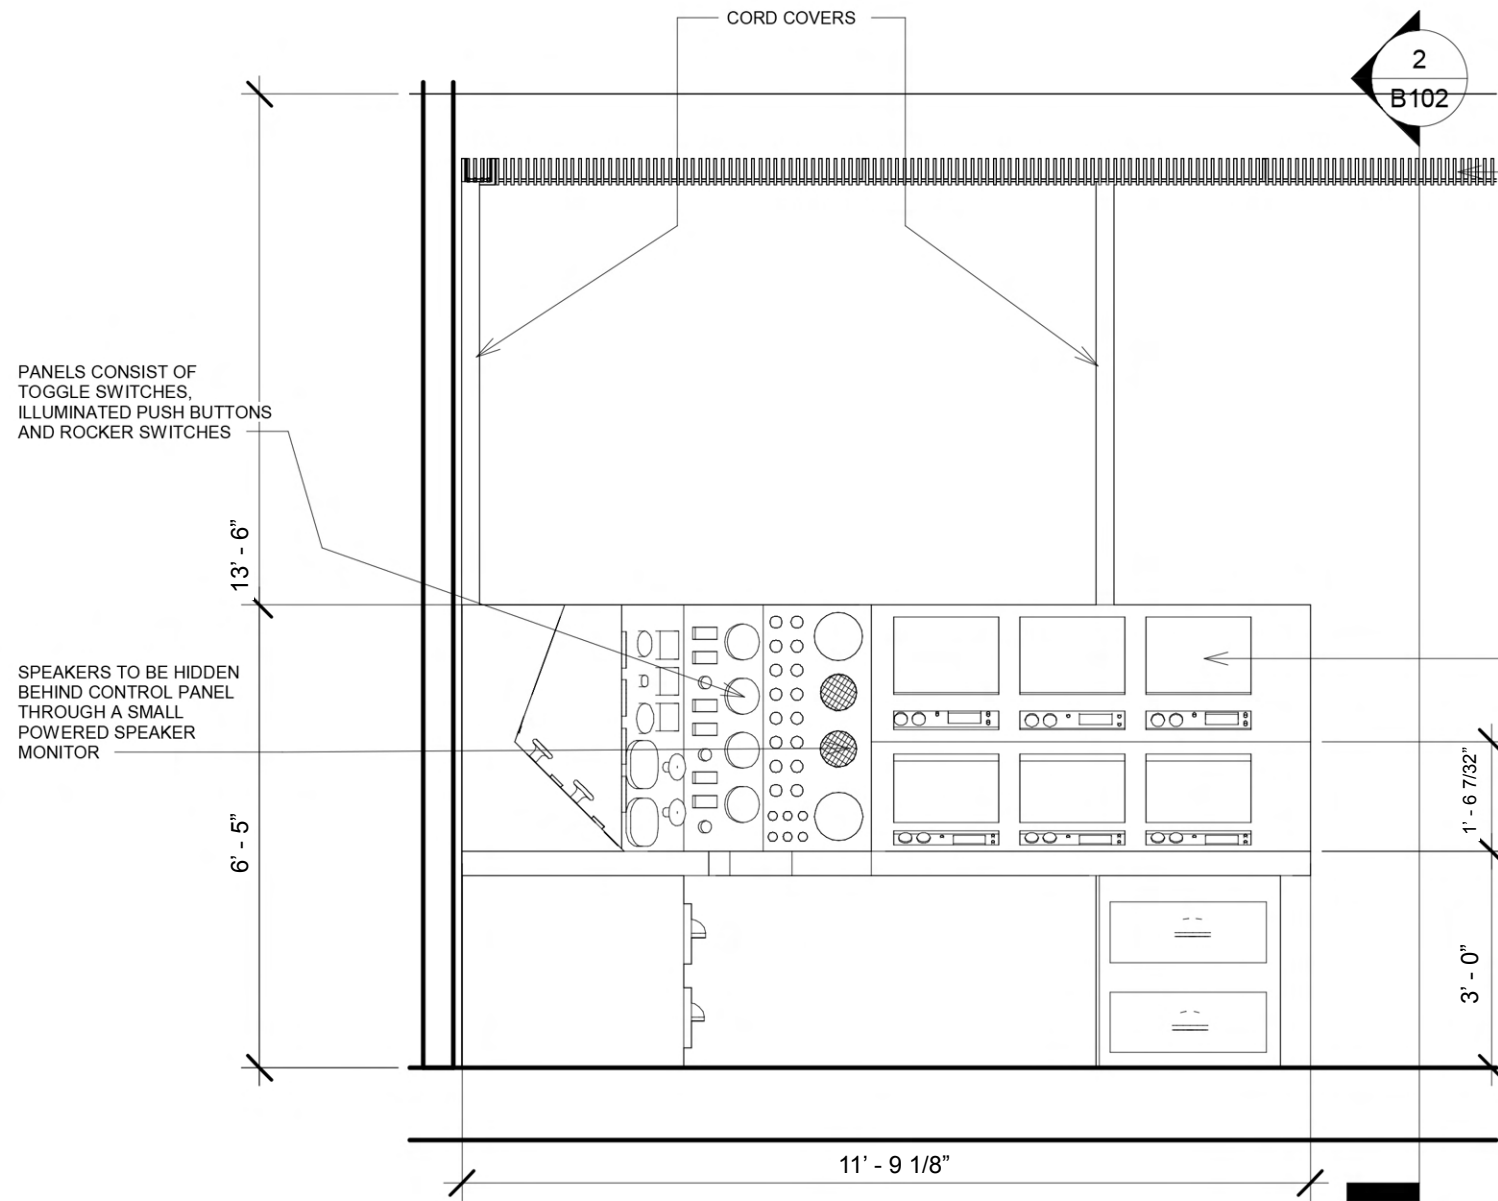 CORD COVERS
2
B102
PANELS CONSIST OF
TOGGLE SWITCHES,
ILLUMINATED PUSH BUTTONS
AND ROCKER SWITCHES
13' - 6”
SPEAKERS TO BE HIDDEN
BEHIND CONTROL PANEL
THROUGH A SMALL
POWERED SPEAKER
MONITOR
1' - 6 7/32”
6' - 5”
3' - 0”
11' - 9 1/8”